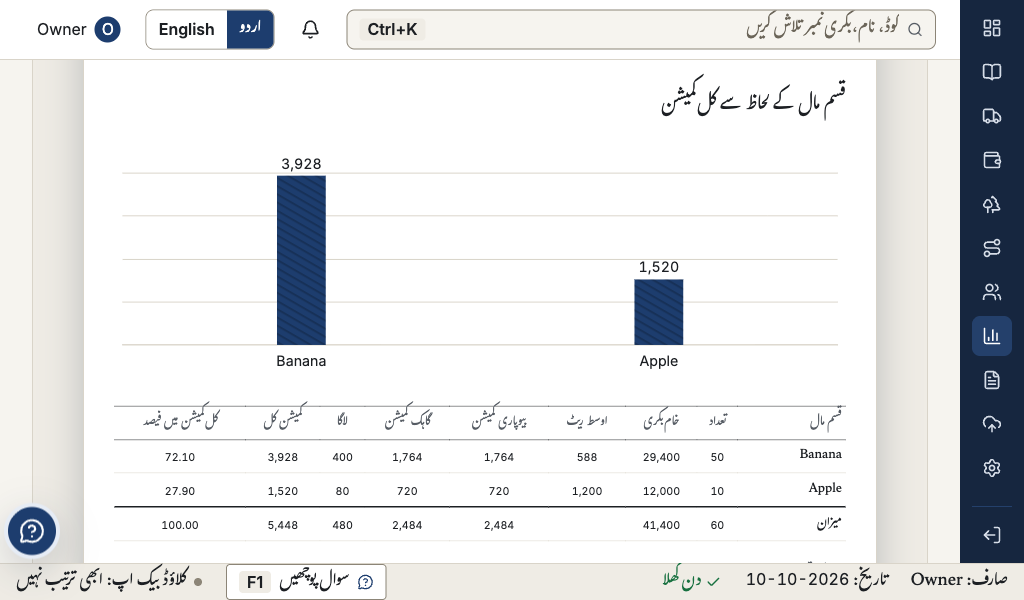 Owner O English اردو کوڈ، نام، بکری نمبر تلاش کریں Ctrl+K
قسم مال کے لحاظ سے کل کمیشن
3,928
1,520
Banana Apple
قسم مال تعداد خام بکری اوسط ریٹ بیوپاری کمیشن گاہک کمیشن لاگا کمیشن کل کل کمیشن میں فیصد
Banana 50 29,400 588 1,764 1,764 400 3,928 72.10
Apple 10 12,000 1,200 720 720 80 1,520 27.90
میزان 60 41,400 2,484 2,484 480 5,448 100.00
صارف: Owner تاریخ: 10-10-2026 دن کھلا سوال پوچھیں F1 کلاؤڈ بیک اپ: ابھی ترتیب نہیں